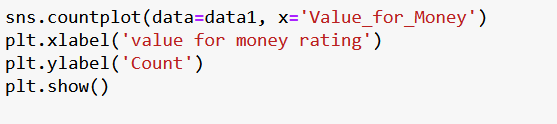 sns.countplot(data=data1, x='Value_for_Money')
plt.xlabel('value for money rating')
plt.ylabel('Count')
plt.show()